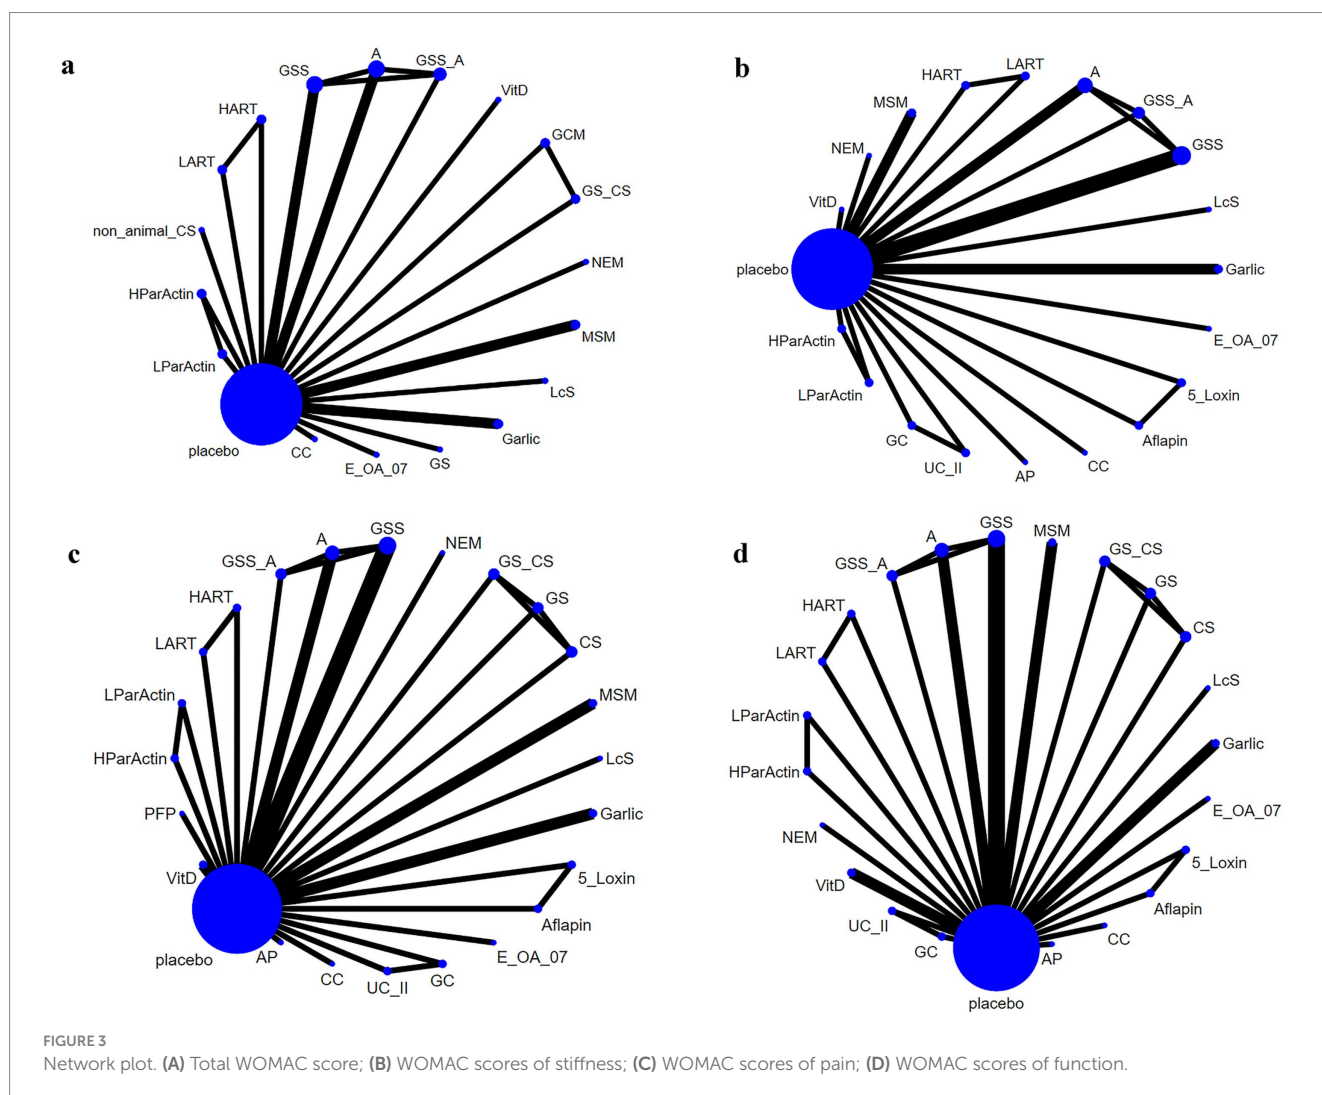 a
A
GSS_A
GSS
VitD
HART
GCM
LART
GS_CS
non_animal_CS
NEM
HParActin
MSM
LParActin
LcS
Garlic
placebo
CC
E_OA_07
GS
b
LART
HART
A
MSM
GSS_A
NEM
GSS
VitD
LcS
placebo
Garlic
HParActin
E_OA_07
LParActin
5_Loxin
GC
Aflapin
UC_II
AP
CC
c
GSS
A
NEM
GSS_A
GS_CS
HART
GS
LART
CS
LParActin
MSM
HParActin
LcS
PFP
Garlic
VitD
5_Loxin
Aflapin
placebo
AP
E_OA_07
CC
UC_II
GC
d
GSS
MSM
A
GS_CS
GSS_A
GS
HART
CS
LART
LcS
LParActin
Garlic
HParActin
E_OA_07
NEM
5_Loxin
VitD
Aflapin
UC_II
CC
GC
AP
placebo
FIGURE 3
Network plot. (A) Total WOMAC score; (B) WOMAC scores of stiffness; (C) WOMAC scores of pain; (D) WOMAC scores of function.